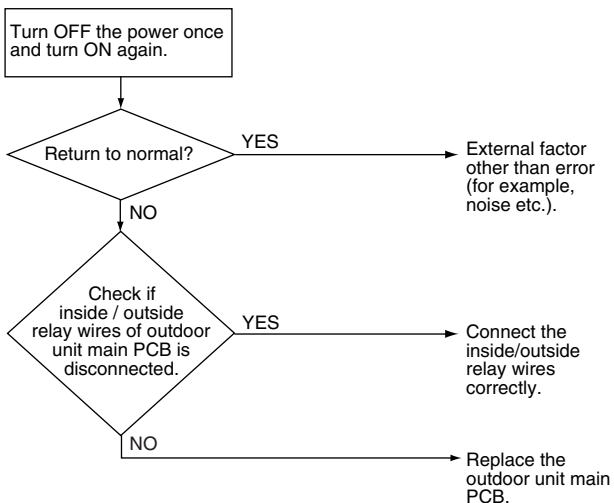 Turn OFF the power once
and turn ON again.
Return to normal?
YES
External factor
other than error
(for example,
noise etc.).
NO
Check if
inside / outside
relay wires of outdoor
unit main PCB is
disconnected.
YES
Connect the
inside/outside
relay wires
correctly.
NO
Replace the
outdoor unit main
PCB.